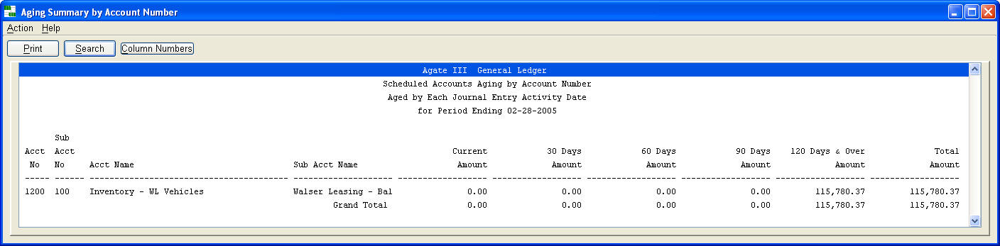 Aging Summary by Account Number
Action Help
Print Search Column Numbers
Agate III General Ledger
Scheduled Accounts Aging by Account Number
Aged by Each Journal Entry Activity Date
for Period Ending 02-28-2005
Sub
Acct Acct Current 30 Days 60 Days 90 Days 120 Days & Over Total
No No Acct Name Sub Acct Name Amount Amount Amount Amount Amount Amount
1200 100 Inventory - WL Vehicles Walser Leasing - Bal 0.00 0.00 0.00 0.00 115,780.37 115,780.37
Grand Total 0.00 0.00 0.00 0.00 115,780.37 115,780.37